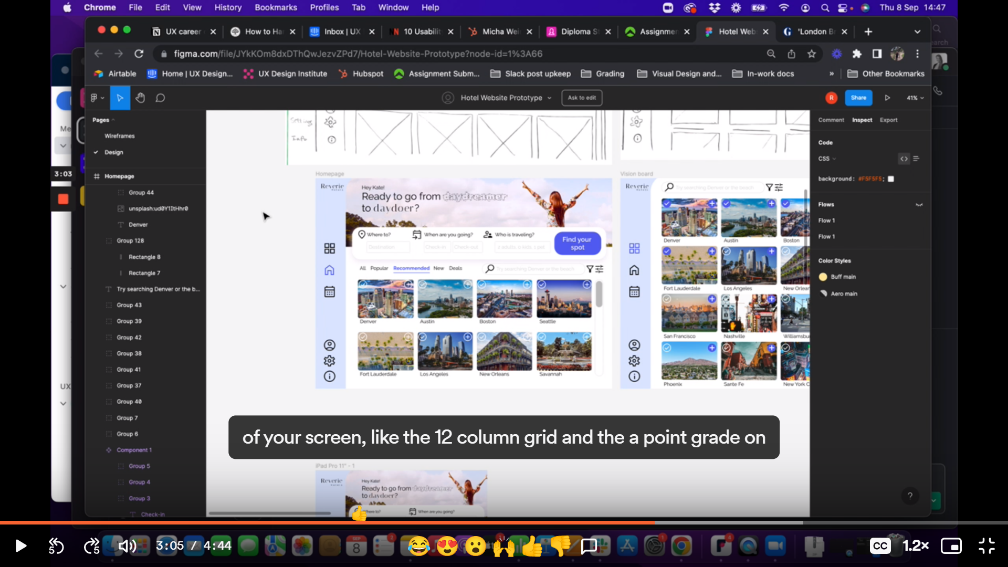 Chrome File Edit View History Bookmarks Profiles Tab Window Help
Thu 8 Sep 14:47
UX career
How to Ha
Inbox | UX
10 Usabilit
Micha Wei
Diploma St
Assignme
Hotel Web
'London B
figma.com/file/JYkKOm8dxDThQwJezvZPd7/Hotel-Website-Prototype?node-id=1%3A66
Airtable
Home | UX Design...
UX Design Institute
Hubspot
Assignment Subm...
Slack post upkeep
Grading
Visual Design and...
In-work docs
»
Other Bookmarks
Hotel Website Prototype
Ask to edit
R
Share
41%
Pages
Wireframes
Design
Homepage
Group 44
Denver
Group 128
Rectangle 8
Rectangle 7
Try searching Denver or the b...
Group 43
Group 39
Group 42
Group 38
Group 41
Group 37
Group 40
Group 7
Group 6
Component 1
Group 5
Group 4
Group 3
Check-in
Me
3:03
UX
Homepage
Reverie
Hey Kate!
Ready to go from daydreamer
to daydoer?
Where to?
When are you going?
Who is traveling?
Find your
spot
All Popular Recommended New Deals
Denver Austin Boston Seattle
Fort Lauderdale Los Angeles New Orleans Savannah
Vision board
Reverie
Denver Austin Boston
Fort Lauderdale Los Angeles New Orlean
San Francisco Nashville
Phoenix Sante Fe New York C
iPad Pro 11" - 1
Reverie
Hey Kate!
Ready to go from daydreamer
to daydoer?
Where to?
When are you going?
Comment Inspect Export
Code
CSS
Flows
Flow 1
Flow 1
Color Styles
Buff main
Aero main
?
of your screen, like the 12 column grid and the a point grade on
5
5
3:05 / 4:44
CC
1.2×